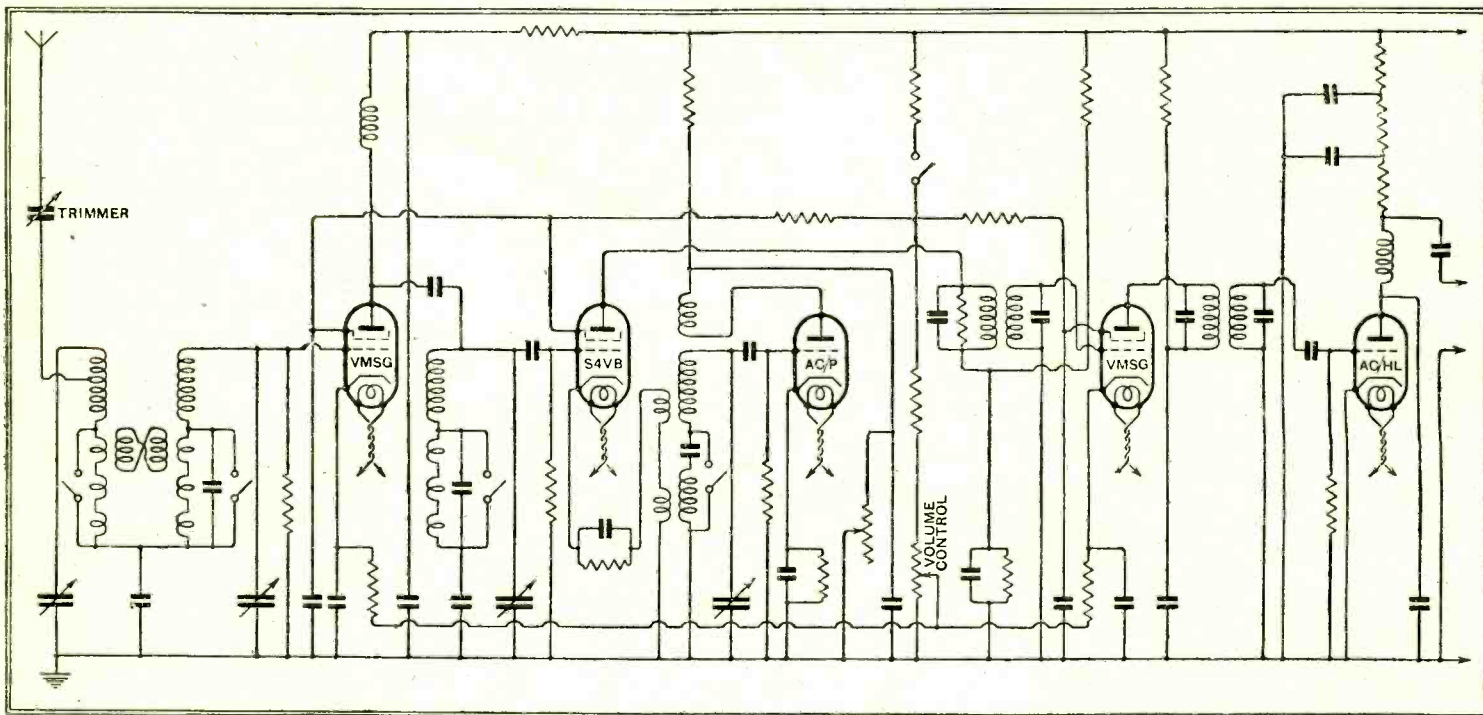 TRIMMER
VMSG
S4VB
AC/P
VMSG
AC/HL
VOLUME
CONTROL